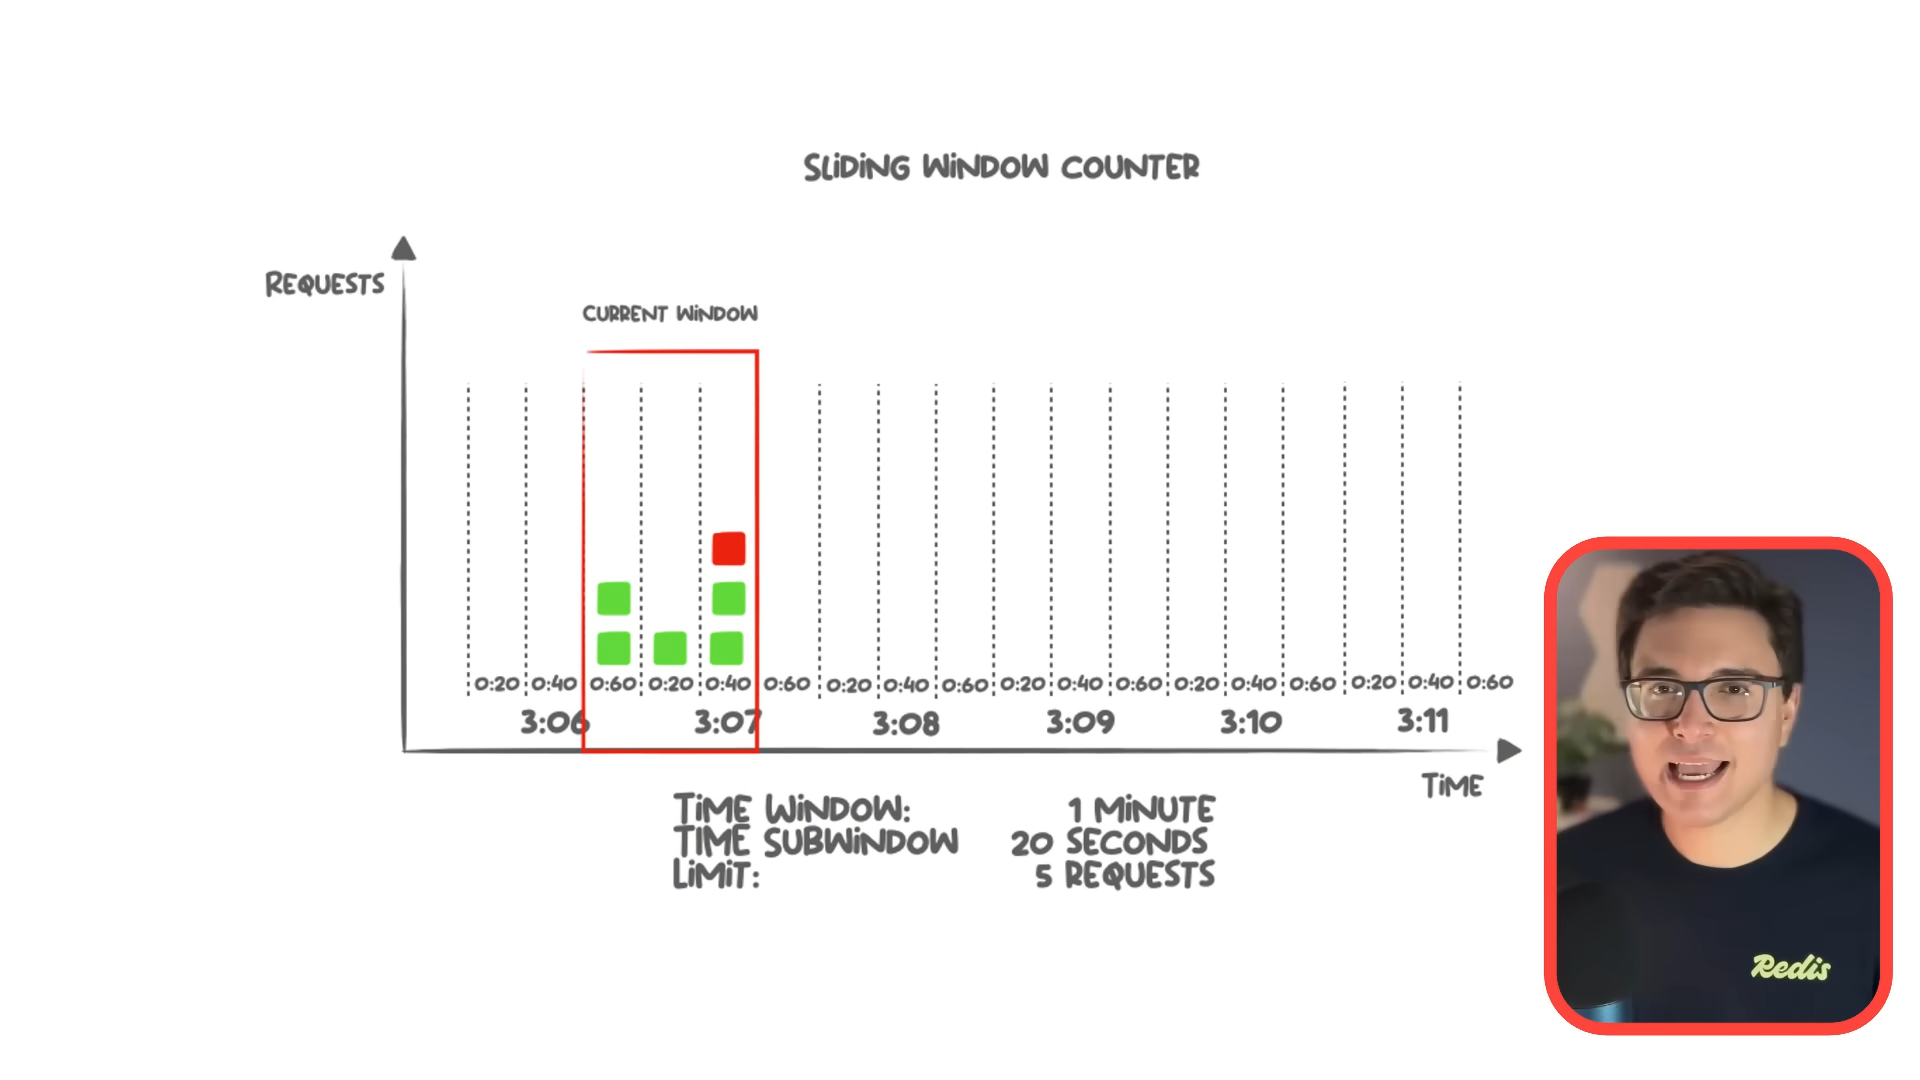 SLIDING WINDOW COUNTER
REQUESTS
CURRENT WINDOW
0:20 0:40 0:60 0:20 0:40 0:60 0:20 0:40 0:60 0:20 0:40 0:60 0:20 0:40 0:60 0:20 0:40 0:60
3:06 3:07 3:08 3:09 3:10 3:11
TIME
TIME WINDOW: 1 MINUTE
TIME SUBWINDOW 20 SECONDS
LIMIT: 5 REQUESTS
Redis